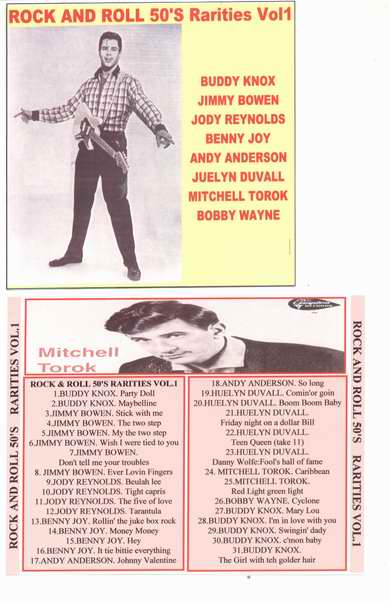 ROCK AND ROLL 50'S Rarities Vol1
BUDDY KNOX
JIMMY BOWEN
JODY REYNOLDS
BENNY JOY
ANDY ANDERSON
JUELYN DUVALL
MITCHELL TOROK
BOBBY WAYNE
ROCK AND ROLL 50'S RARITIES VOL.1
Mitchell
Torok
ROCK & ROLL 50'S RARITIES VOL.1
1.BUDDY KNOX. Party Doll
2.BUDDY KNOX. Maybelline
3.JIMMY BOWEN. Stick with me
4.JIMMY BOWEN. The two step
5.JIMMY BOWEN. My the two step
6.JIMMY BOWEN. Wish I were tied to you
7.JIMMY BOWEN.
Don't tell me your troubles
8. JIMMY BOWEN. Ever Lovin Fingers
9.JODY REYNOLDS. Beulah lee
10.JODY REYNOLDS. Tight capris
11.JODY REYNOLDS. The five of love
12.JODY REYNOLDS. Tarantula
13.BENNY JOY. Rollin' the juke box rock
14.BENNY JOY. Money Money
15.BENNY JOY. Hey
16.BENNY JOY. It tie bittie everything
17.ANDY ANDERSON. Johnny Valentine
18.ANDY ANDERSON. So long
19.HUELYN DUVALL. Comin'or goin
20.HUELYN DUVALL. Boom Boom Baby
21.HUELYN DUVALL.
Friday night on a dollar Bill
22.HUELYN DUVALL.
Teen Queen (take 11)
23.HUELYN DUVALL.
Danny Wolfe:Fool's hall of fame
24. MITCHELL TOROK. Caribbean
25.MITCHELL TOROK.
Red Light green light
26.BOBBY WAYNE. Cyclone
27.BUDDY KNOX. Mary Lou
28.BUDDY KNOX. I'm in love with you
29.BUDDY KNOX. Swingin' dady
30.BUDDY KNOX. c'mon baby
31.BUDDY KNOX.
The Girl with teh golder hair
ROCK AND ROLL 50'S RARITIES VOL.1